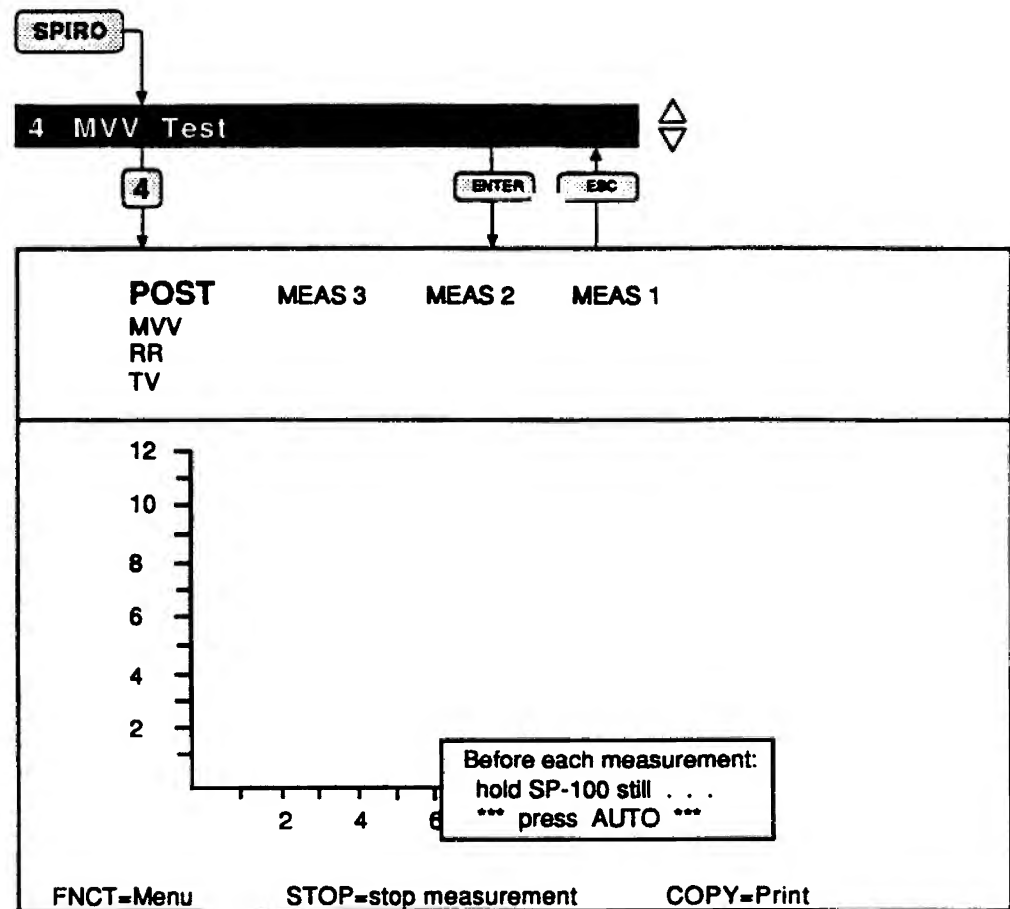 SPIRO
4 MVV Test
4
ENTER ESC
POST MEAS 3 MEAS 2 MEAS 1
MVV
RR
TV
12
10
8
6
4
2
2 4 6
Before each measurement:
hold SP-100 still . . .
*** press AUTO ***
FNCT=Menu STOP=stop measurement COPY=Print